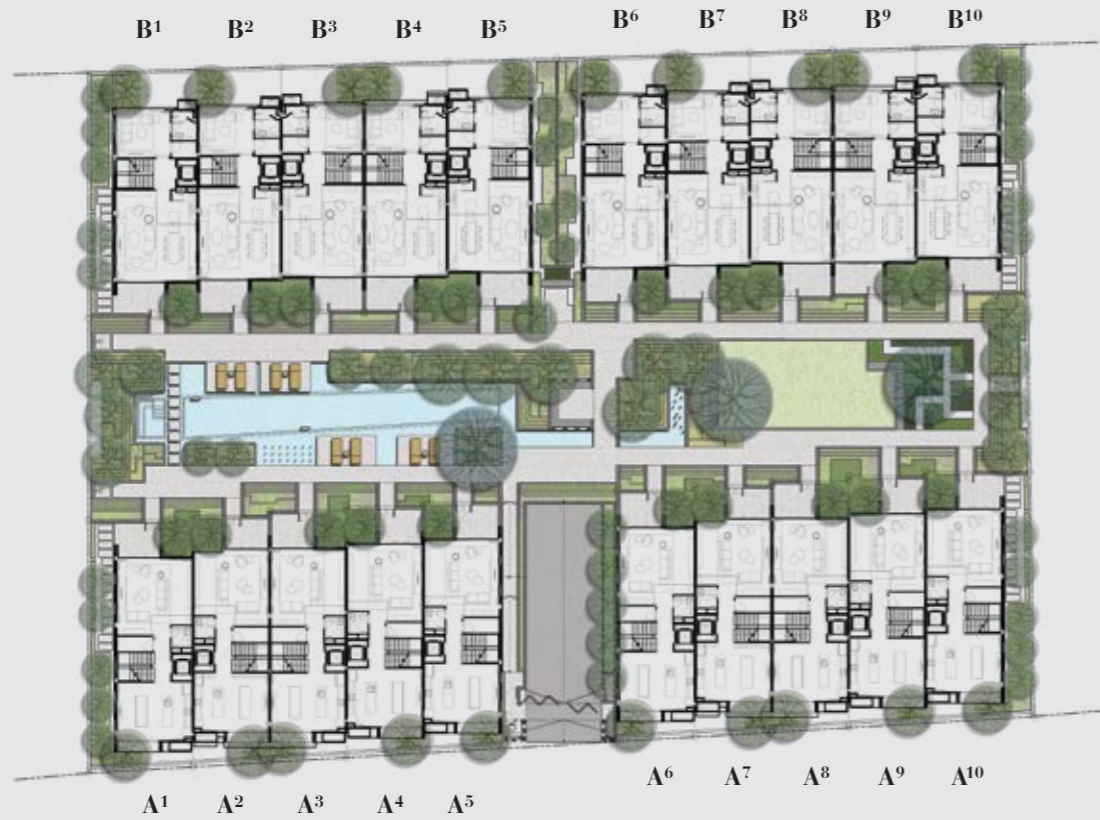 B¹ B² B³ B⁴ B⁵ B⁶ B⁷ B⁸ B⁹ B¹⁰
A⁶ A⁷ A⁸ A⁹ A¹⁰
A¹ A² A³ A⁴ A⁵